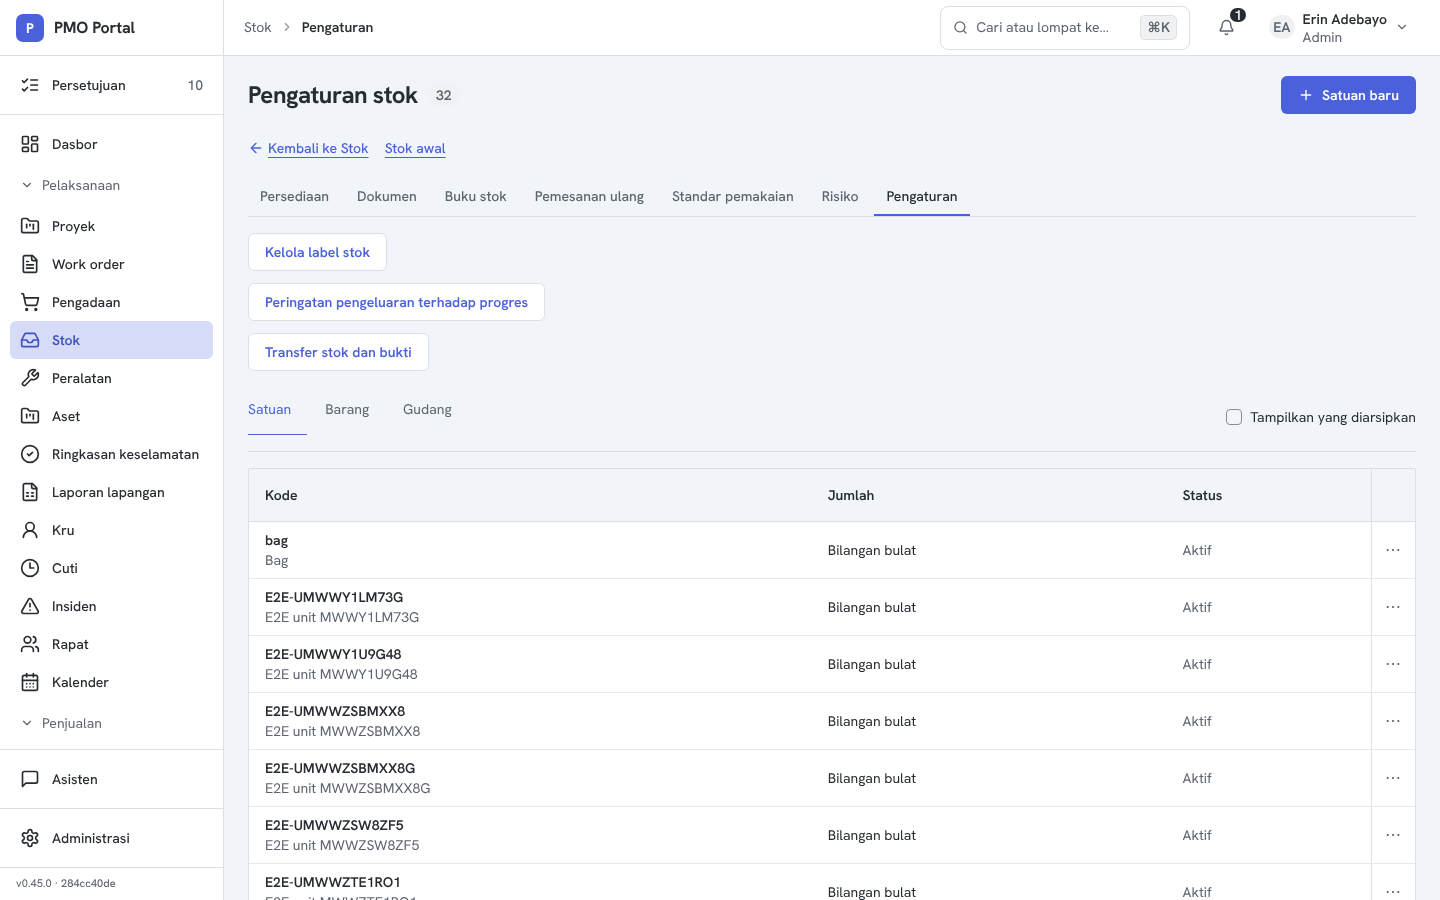 P PMO Portal
Stok > Pengaturan
Cari atau lompat ke... ⌘K
1
EA
Erin Adebayo
Admin
Persetujuan 10
Dasbor
Pelaksanaan
Proyek
Work order
Pengadaan
Stok
Peralatan
Aset
Ringkasan keselamatan
Laporan lapangan
Kru
Cuti
Insiden
Rapat
Kalender
Penjualan
Asisten
Administrasi
v0.45.0 · 284cc40de
Pengaturan stok 32
+ Satuan baru
← Kembali ke Stok Stok awal
Persediaan Dokumen Buku stok Pemesanan ulang Standar pemakaian Risiko Pengaturan
Kelola label stok
Peringatan pengeluaran terhadap progres
Transfer stok dan bukti
Satuan Barang Gudang
Tampilkan yang diarsipkan
Kode Jumlah Status
bag
Bag
Bilangan bulat Aktif ...
E2E-UMWWY1LM73G
E2E unit MWWY1LM73G
Bilangan bulat Aktif ...
E2E-UMWWY1U9G48
E2E unit MWWY1U9G48
Bilangan bulat Aktif ...
E2E-UMWWZSBMXX8
E2E unit MWWZSBMXX8
Bilangan bulat Aktif ...
E2E-UMWWZSBMXX8G
E2E unit MWWZSBMXX8G
Bilangan bulat Aktif ...
E2E-UMWWZSW8ZF5
E2E unit MWWZSW8ZF5
Bilangan bulat Aktif ...
E2E-UMWWZTE1RO1
Bilangan bulat Aktif ...